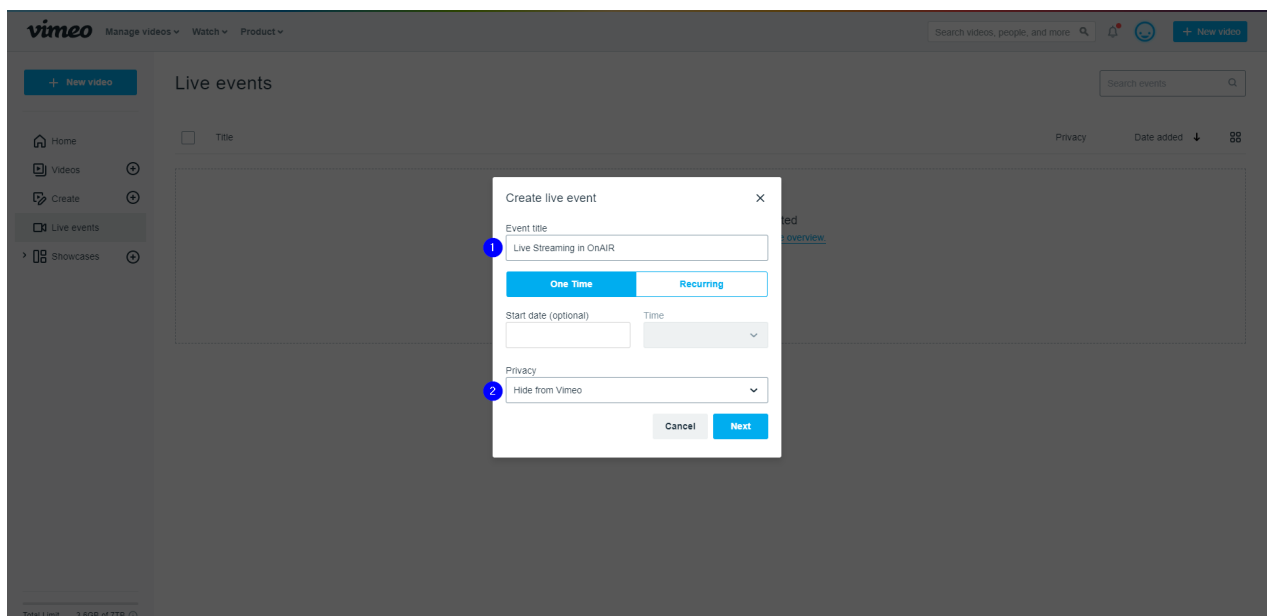 vimeo Manage videos Watch Product Search videos, people, and more + New video
+ New video
Live events
Search events
Home
Title Privacy Date added
Videos
Create
Live events
Showcases
Create live event
ted
overview.
Event title
1 Live Streaming in OnAIR
One Time Recurring
Start date (optional) Time
Privacy
2 Hide from Vimeo
Cancel Next
Total Limit